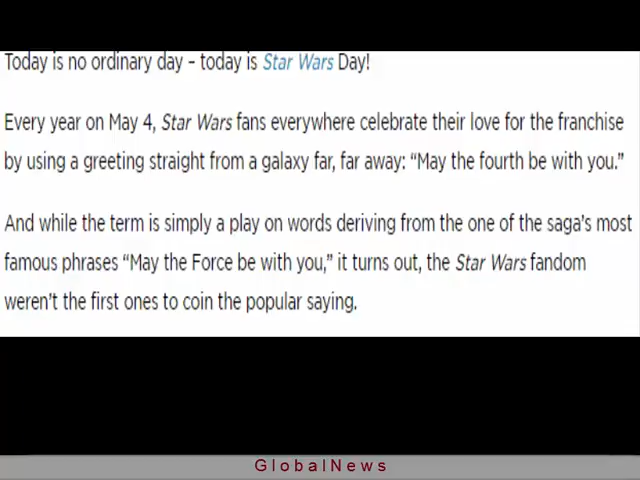 Today is no ordinary day – today is Star Wars Day!
Every year on May 4, Star Wars fans everywhere celebrate their love for the franchise
by using a greeting straight from a galaxy far, far away: “May the fourth be with you.”
And while the term is simply a play on words deriving from the one of the saga’s most
famous phrases “May the Force be with you,” it turns out, the Star Wars fandom
weren’t the first ones to coin the popular saying.
GlobalNews